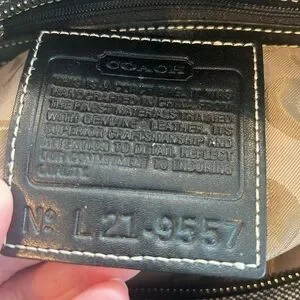 COACH
THIS IS A COACH BAG. IT WAS
HANDCRAFTED IN CHINA FROM
THE FINEST MATERIALS TRIMMED
WITH GENUINE LEATHER. ITS
SUPERIOR CRAFTSMANSHIP AND
ATTENTION TO DETAIL REFLECT
OUR COMMITMENT TO ENDURING
QUALITY.
Nº L21-9557